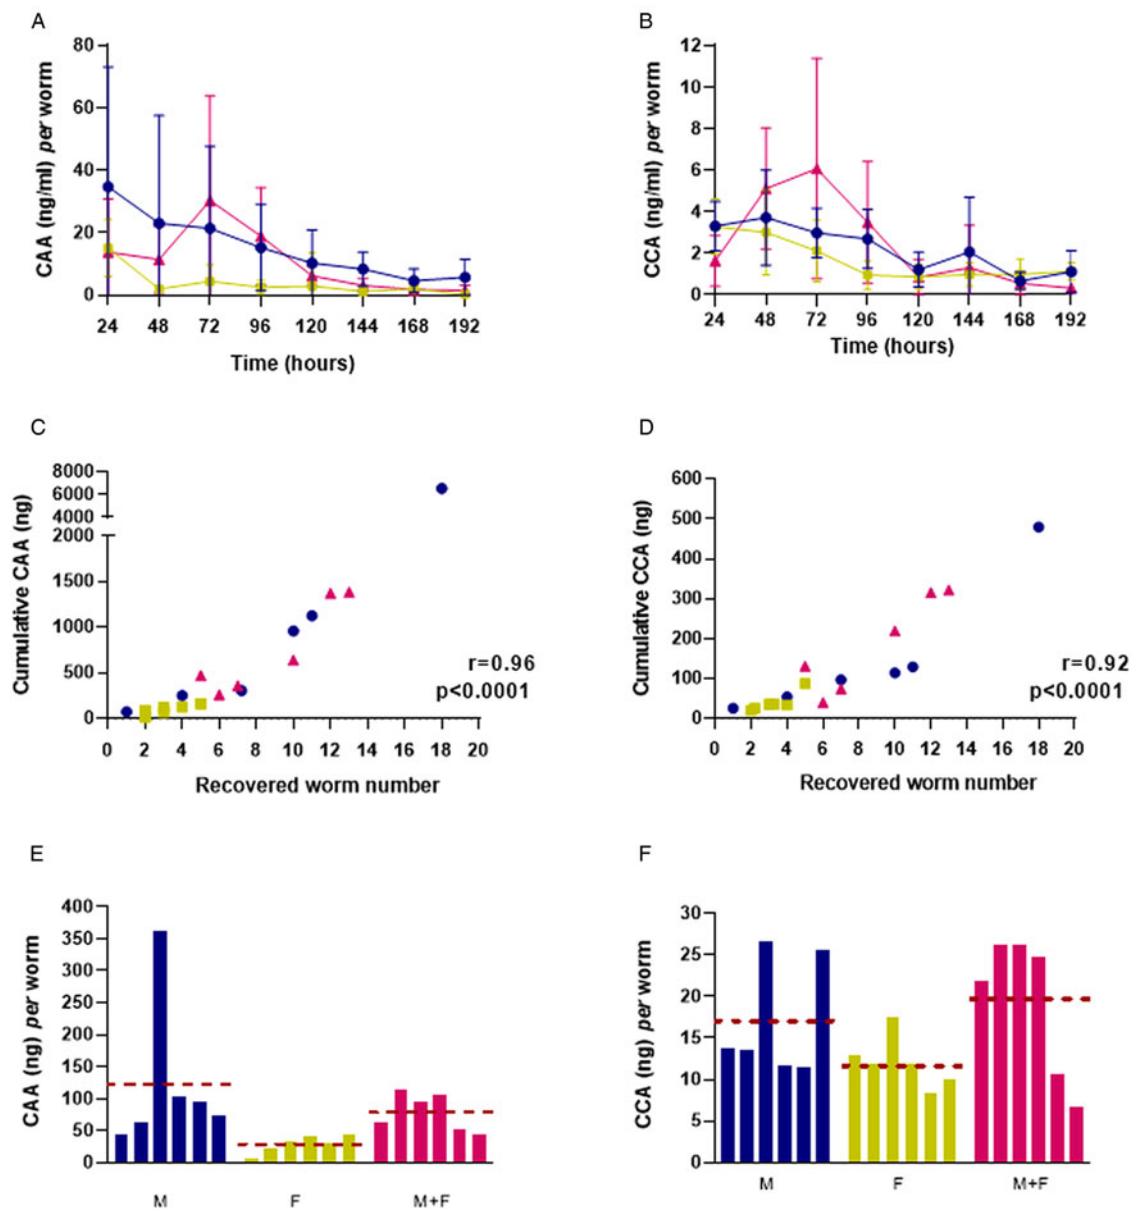 A
CAA (ng/ml) per worm
80
60
40
20
0
24 48 72 96 120 144 168 192
Time (hours)
B
CCA (ng/ml) per worm
12
10
8
6
4
2
0
24 48 72 96 120 144 168 192
Time (hours)
C
Cumulative CAA (ng)
8000
6000
4000
2000
1500
1000
500
0
r=0.96
p<0.0001
0 2 4 6 8 10 12 14 16 18 20
Recovered worm number
D
Cumulative CCA (ng)
600
500
400
300
200
100
0
r=0.92
p<0.0001
0 2 4 6 8 10 12 14 16 18 20
Recovered worm number
E
CAA (ng) per worm
400
350
300
250
200
150
100
50
0
M F M+F
F
CCA (ng) per worm
30
25
20
15
10
5
0
M F M+F